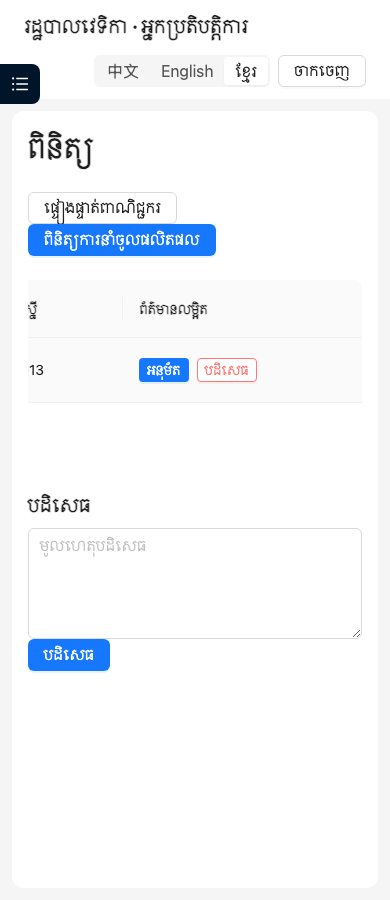 រដ្ឋបាលវេទិកា · អ្នកប្រតិបត្តិការ
中文 English ខ្មែរ ចាកចេញ
ពិនិត្យ
ផ្ទៀងផ្ទាត់ពាណិជ្ជករ
ពិនិត្យការនាំចូលផលិតផល
ស្នើ ព័ត៌មានលម្អិត
13 អនុម័ត បដិសេធ
បដិសេធ
មូលហេតុបដិសេធ
បដិសេធ